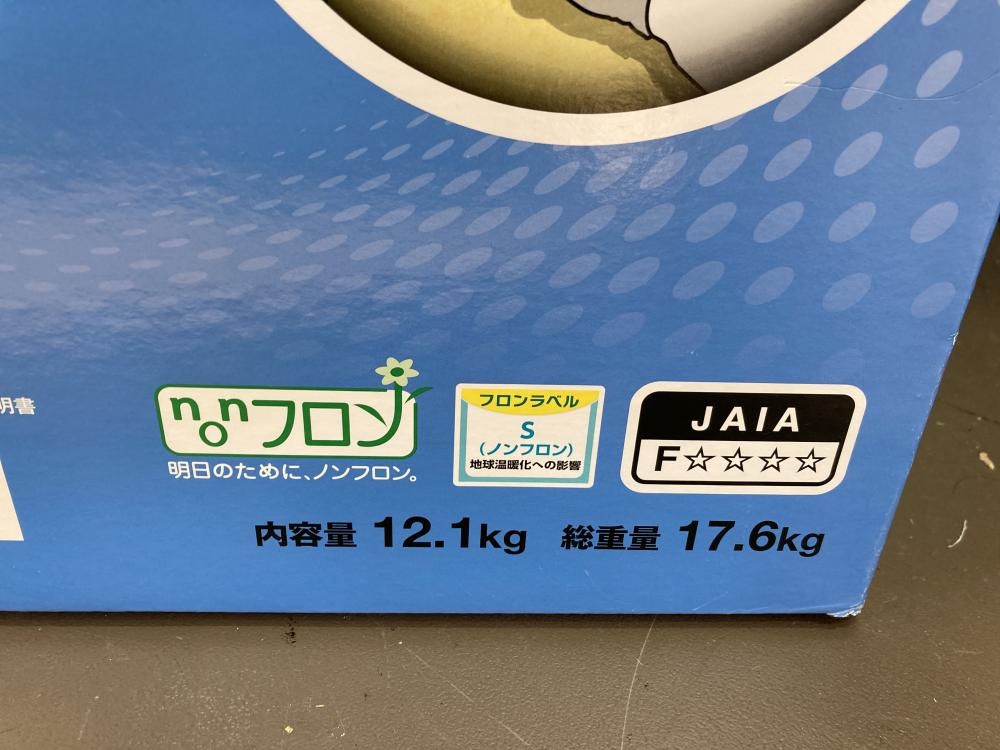 明書
nonフロン
明日のために、ノンフロン。
フロンラベル
S
(ノンフロン)
地球温暖化への影響
JAIA
F☆☆☆☆
内容量 12.1kg 総重量 17.6kg